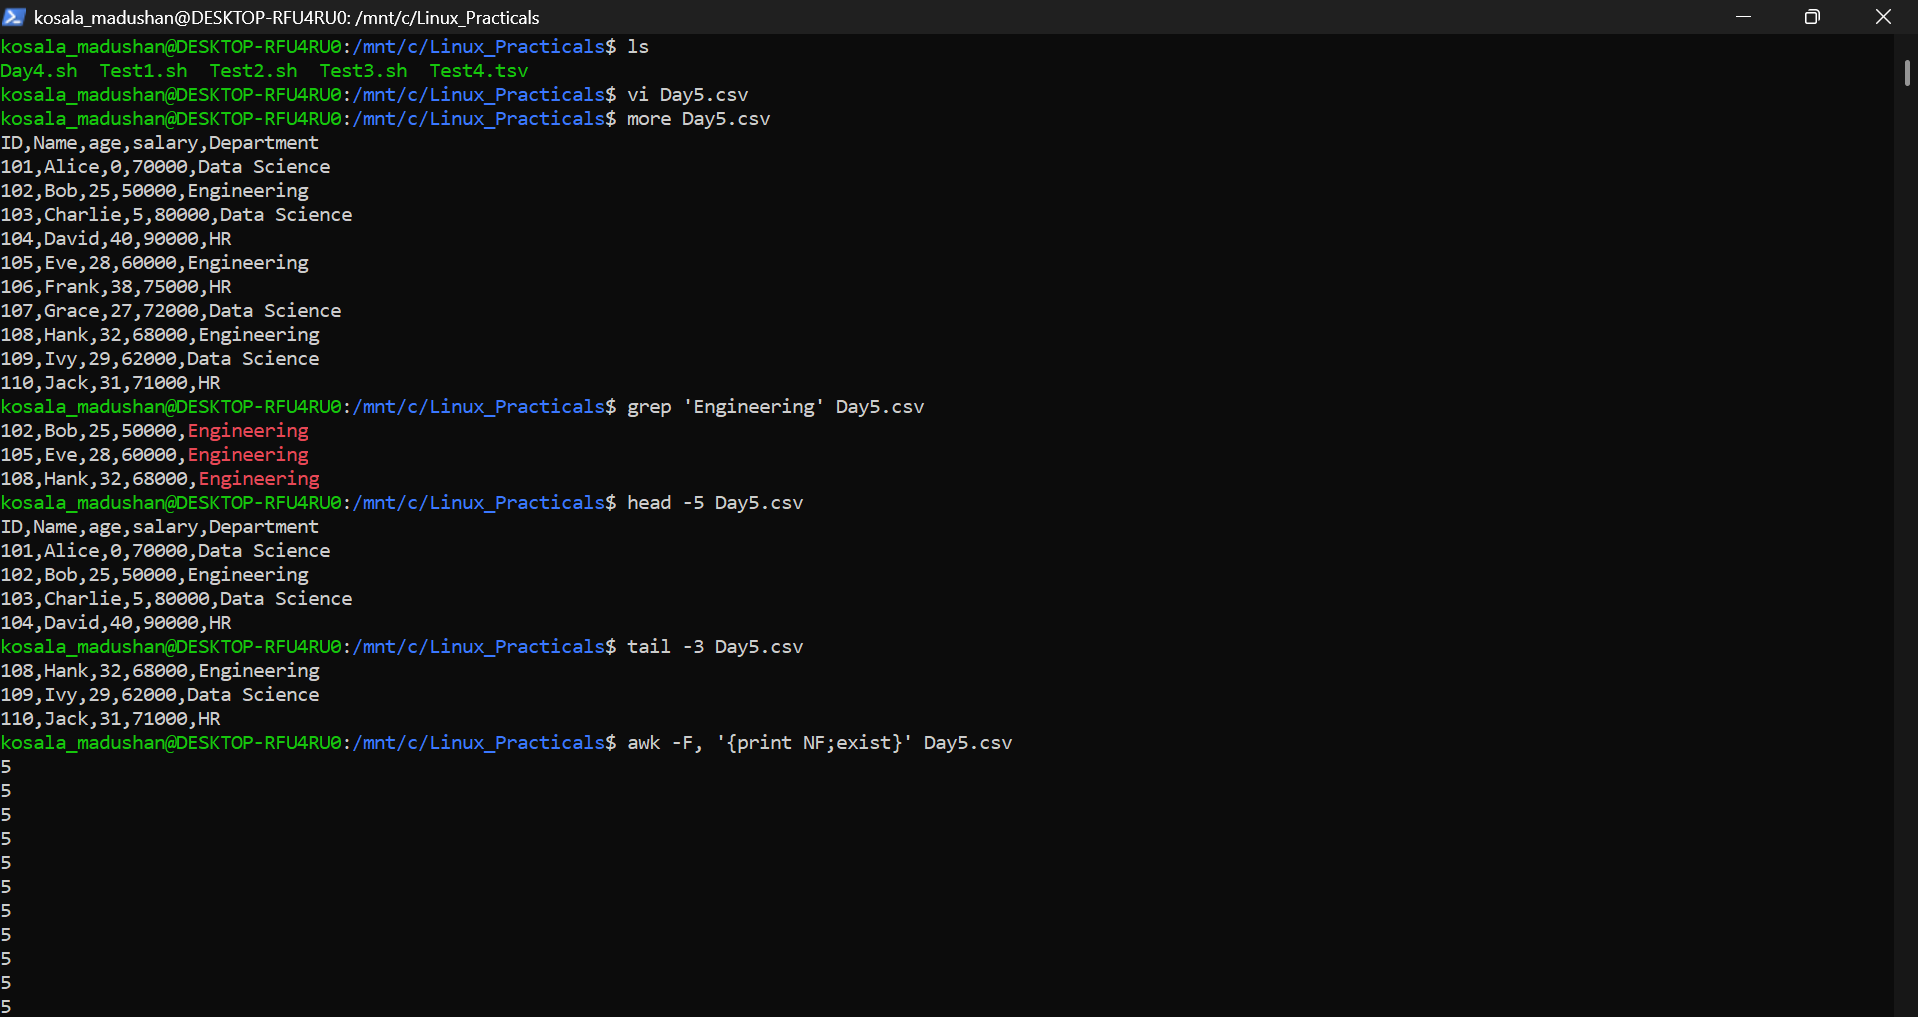 kosala_madushan@DESKTOP-RFU4RU0: /mnt/c/Linux_Practicals
kosala_madushan@DESKTOP-RFU4RU0:/mnt/c/Linux_Practicals$ ls
Day4.sh  Test1.sh  Test2.sh  Test3.sh  Test4.tsv
kosala_madushan@DESKTOP-RFU4RU0:/mnt/c/Linux_Practicals$ vi Day5.csv
kosala_madushan@DESKTOP-RFU4RU0:/mnt/c/Linux_Practicals$ more Day5.csv
ID,Name,age,salary,Department
101,Alice,0,70000,Data Science
102,Bob,25,50000,Engineering
103,Charlie,5,80000,Data Science
104,David,40,90000,HR
105,Eve,28,60000,Engineering
106,Frank,38,75000,HR
107,Grace,27,72000,Data Science
108,Hank,32,68000,Engineering
109,Ivy,29,62000,Data Science
110,Jack,31,71000,HR
kosala_madushan@DESKTOP-RFU4RU0:/mnt/c/Linux_Practicals$ grep 'Engineering' Day5.csv
102,Bob,25,50000,Engineering
105,Eve,28,60000,Engineering
108,Hank,32,68000,Engineering
kosala_madushan@DESKTOP-RFU4RU0:/mnt/c/Linux_Practicals$ head -5 Day5.csv
ID,Name,age,salary,Department
101,Alice,0,70000,Data Science
102,Bob,25,50000,Engineering
103,Charlie,5,80000,Data Science
104,David,40,90000,HR
kosala_madushan@DESKTOP-RFU4RU0:/mnt/c/Linux_Practicals$ tail -3 Day5.csv
108,Hank,32,68000,Engineering
109,Ivy,29,62000,Data Science
110,Jack,31,71000,HR
kosala_madushan@DESKTOP-RFU4RU0:/mnt/c/Linux_Practicals$ awk -F, '{print NF;exist}' Day5.csv
5
5
5
5
5
5
5
5
5
5
5